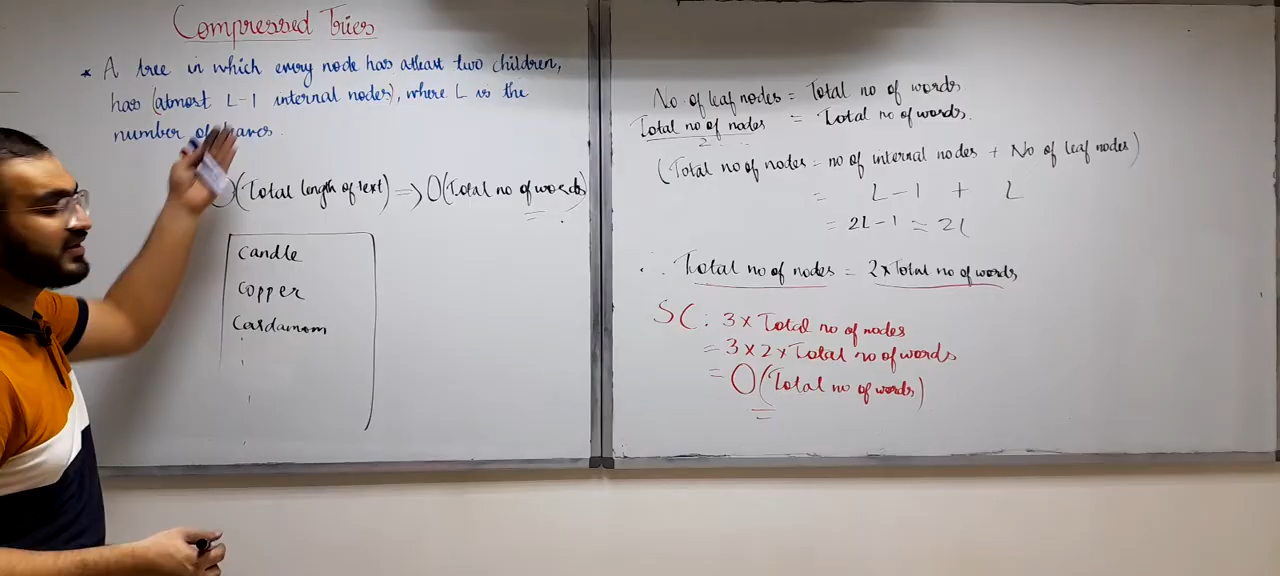 Compressed Tries
* A tree in which every node has atleast two children,
has (atmost L-1 internal nodes), where L is the
number of leaves.
O(Total length of text) => O(Total no of words)
Candle
Copper
Cardamom
No. of leaf nodes = Total no of words
Total no of nodes = Total no of words.
2
(Total no of nodes = no of internal nodes + No of leaf nodes)
= L-1 + L
= 2L-1 = 2L
∴ Total no of nodes = 2 x Total no of words
SC: 3 x Total no of nodes
= 3 x 2 x Total no of words
= O(Total no of words)